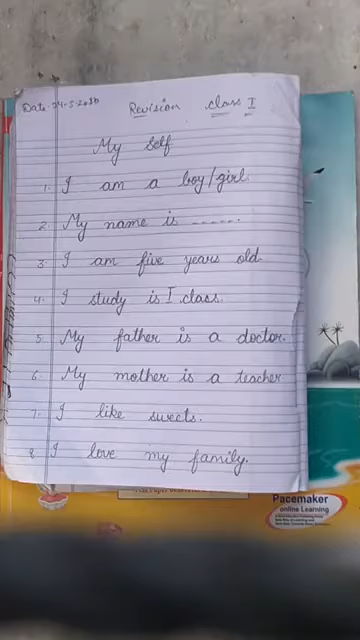 Date 24-3-2020 Revision class I
My Self
1. I am a boy/girl.
2. My name is ------.
3. I am five years old
4. I study is I class.
5. My father is a doctor.
6. My mother is a teacher
7. I like sweets.
8. I love my family.
Pacemaker
online Learning